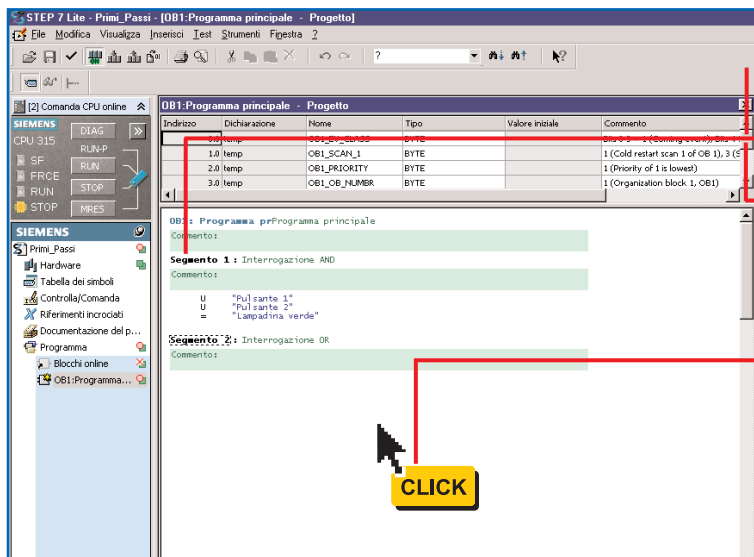 STEP 7 Lite - Primi_Passi - [OB1:Programma principale - Progetto]
File Modifica Visualizza Inserisci Test Strumenti Finestra ?
?
[2] Comanda CPU online
SIEMENS
CPU 315
DIAG
RUN-P
SF
RUN
FRCE
RUN
STOP
STOP
MRES
SIEMENS
Primi_Passi
Hardware
Tabella dei simboli
Controlla/Comanda
Riferimenti incrociati
Documentazione del p...
Programma
Blocchi online
OB1:Programma...
OB1:Programma principale - Progetto
Indirizzo Dichiarazione Nome Tipo Valore iniziale Commento
0.0 temp OB1_EV_CLASS BYTE
1.0 temp OB1_SCAN_1 BYTE 1 (Cold restart scan 1 of OB 1), 3 (S
2.0 temp OB1_PRIORITY BYTE 1 (Priority of 1 is lowest)
3.0 temp OB1_OB_NUMBR BYTE 1 (Organization block 1, OB1)
OB1: Programma prProgramma principale
Commento:
Segmento 1 : Interrogazione AND
Commento:
U "Pulsante 1"
U "Pulsante 2"
= "Lampadina verde"
Segmento 2: Interrogazione OR
Commento:
CLICK